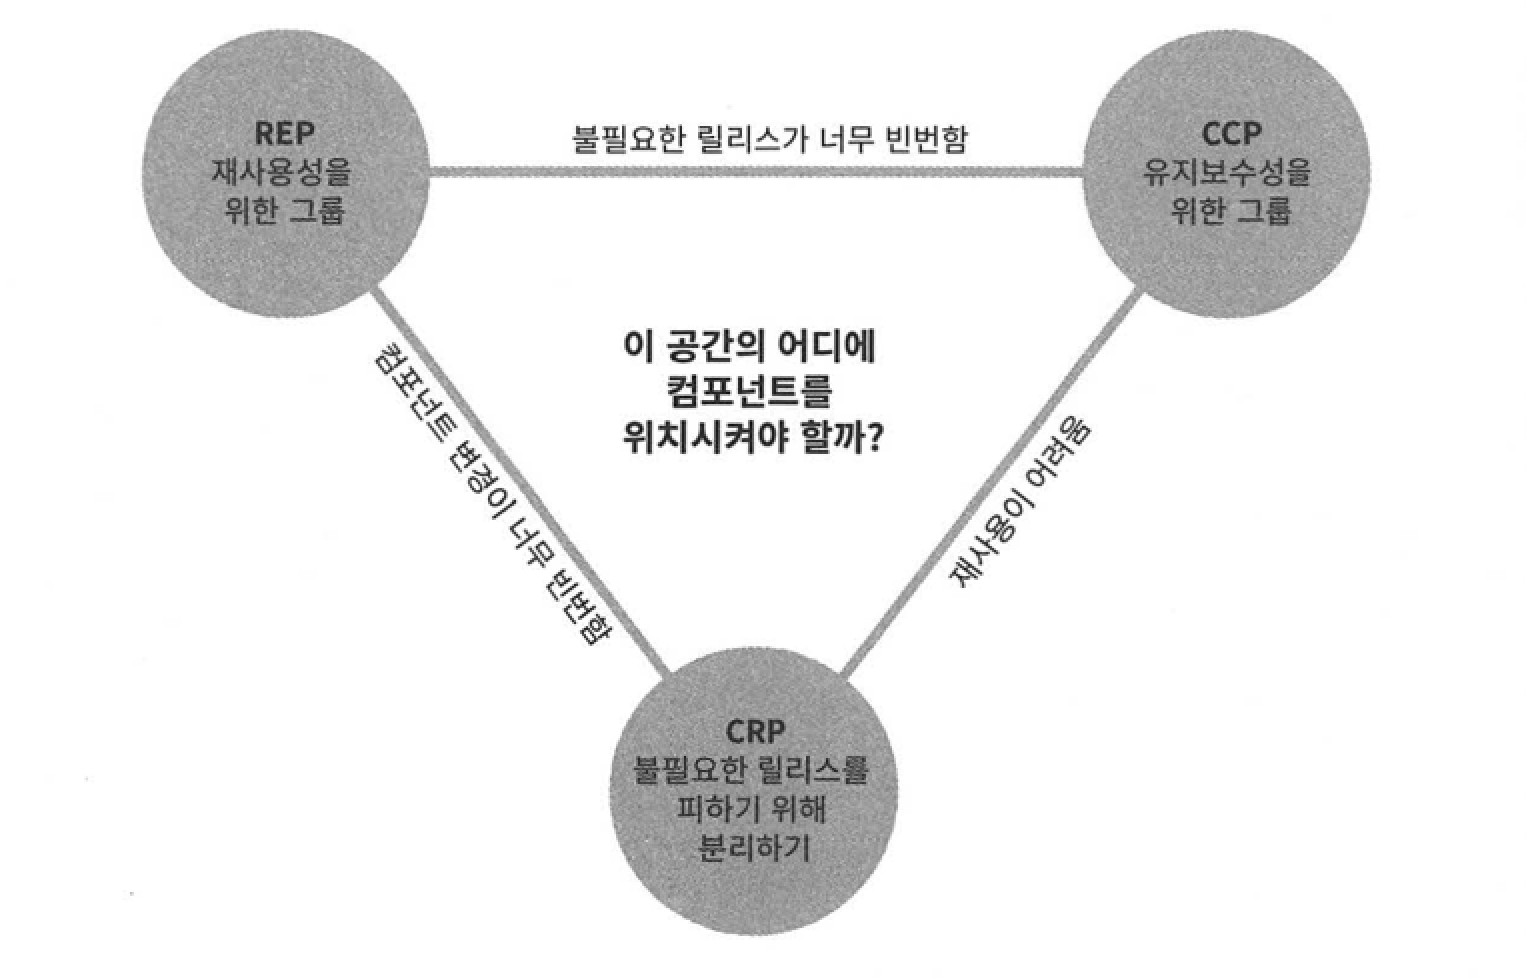 REP
재사용성을
위한 그룹
불필요한 릴리스가 너무 빈번함
CCP
유지보수성을
위한 그룹
이 공간의 어디에
컴포넌트를
위치시켜야 할까?
컴포넌트 변경이 너무 빈번함
재사용이 어려움
CRP
불필요한 릴리스를
피하기 위해
분리하기